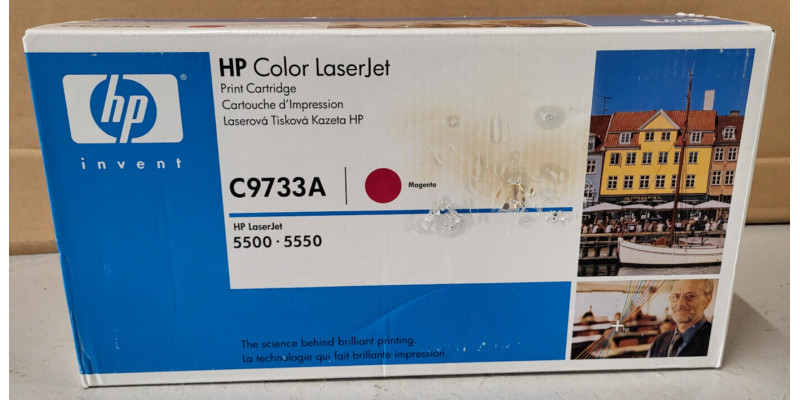 hp
®
invent
HP Color LaserJet
Print Cartridge
Cartouche d'Impression
Laserová Tisková Kazeta HP
C9733A
Magenta
HP LaserJet
5500 · 5550
The science behind brilliant printing.
La technologie qui fait brillante impression.